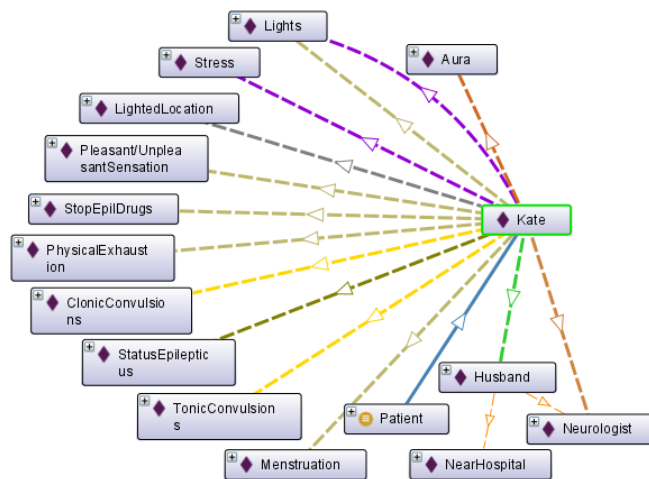 Lights
Aura
Stress
LightedLocation
Pleasant/Unplea
santSensation
StopEpilDrugs
Kate
PhysicalExhaust
ion
ClonicConvulsio
ns
StatusEpileptic
us
Husband
TonicConvulsion
s
Patient
Neurologist
Menstruation
NearHospital